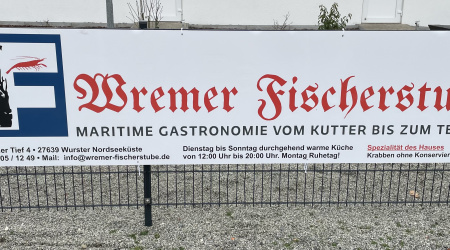 Wremer Fischerstu
MARITIME GASTRONOMIE VOM KUTTER BIS ZUM TE
er Tief 4 • 27639 Wurster Nordseeküste
05 / 12 49 • Mail: info@wremer-fischerstube.de
Dienstag bis Sonntag durchgehend warme Küche
von 12:00 Uhr bis 20:00 Uhr. Montag Ruhetag!
Spezialität des Hauses
Krabben ohne Konservier